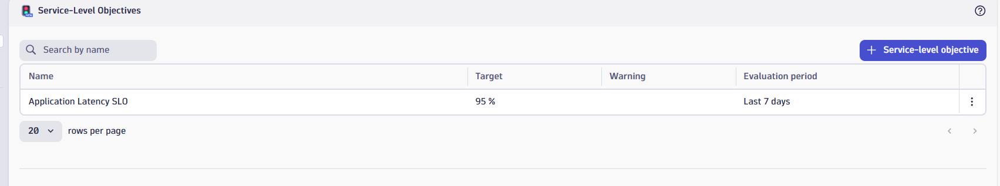 Service-Level Objectives
Search by name
Service-level objective
Name Target Warning Evaluation period
Application Latency SLO 95 % Last 7 days
20 rows per page